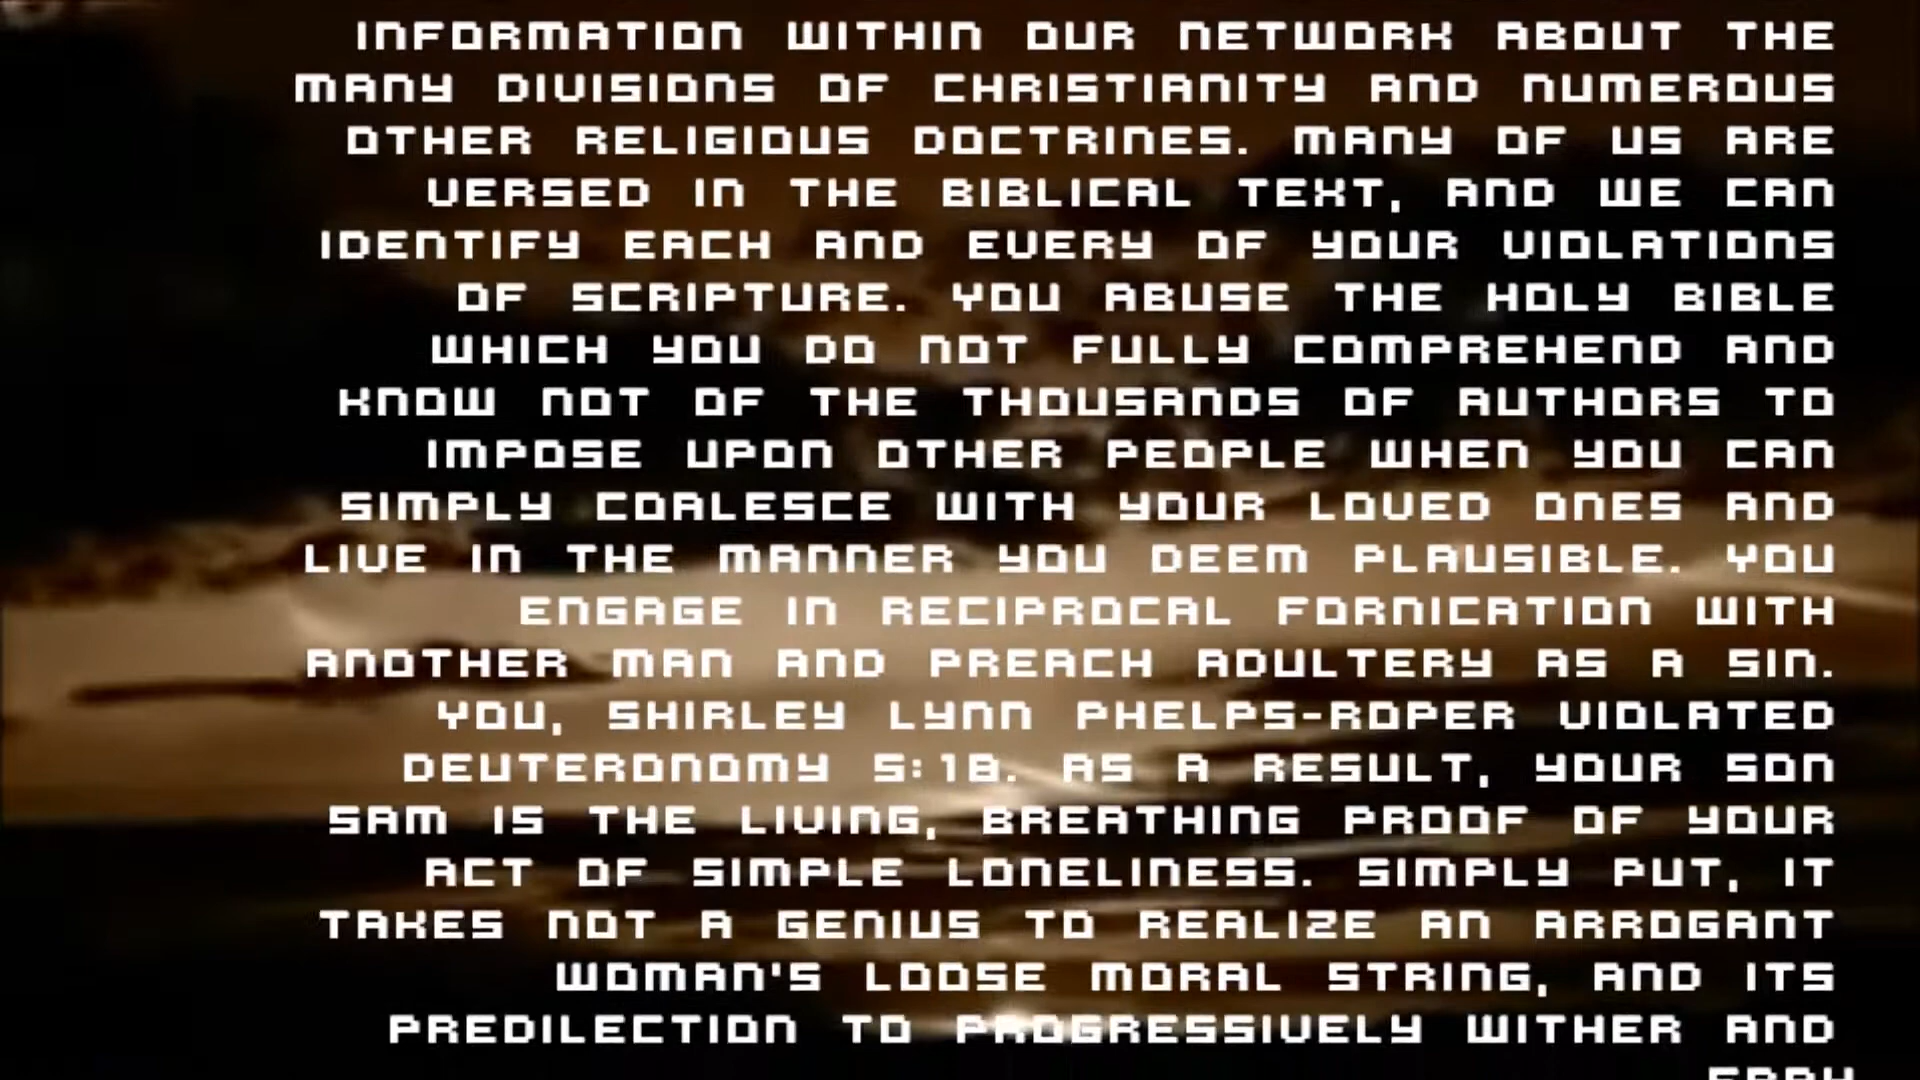 INFORMATION WITHIN OUR NETWORK ABOUT THE
MANY DIVISIONS OF CHRISTIANITY AND NUMEROUS
OTHER RELIGIOUS DOCTRINES. MANY OF US ARE
VERSED IN THE BIBLICAL TEXT, AND WE CAN
IDENTIFY EACH AND EVERY OF YOUR VIOLATIONS
OF SCRIPTURE. YOU ABUSE THE HOLY BIBLE
WHICH YOU DO NOT FULLY COMPREHEND AND
KNOW NOT OF THE THOUSANDS OF AUTHORS TO
IMPOSE UPON OTHER PEOPLE WHEN YOU CAN
SIMPLY COALESCE WITH YOUR LOVED ONES AND
LIVE IN THE MANNER YOU DEEM PLAUSIBLE. YOU
ENGAGE IN RECIPROCAL FORNICATION WITH
ANOTHER MAN AND PREACH ADULTERY AS A SIN.
YOU, SHIRLEY LYNN PHELPS-ROPER VIOLATED
DEUTERONOMY 5:18. AS A RESULT, YOUR SON
SAM IS THE LIVING, BREATHING PROOF OF YOUR
ACT OF SIMPLE LONELINESS. SIMPLY PUT, IT
TAKES NOT A GENIUS TO REALIZE AN ARROGANT
WOMAN'S LOOSE MORAL STRING, AND ITS
PREDILECTION TO PROGRESSIVELY WITHER AND